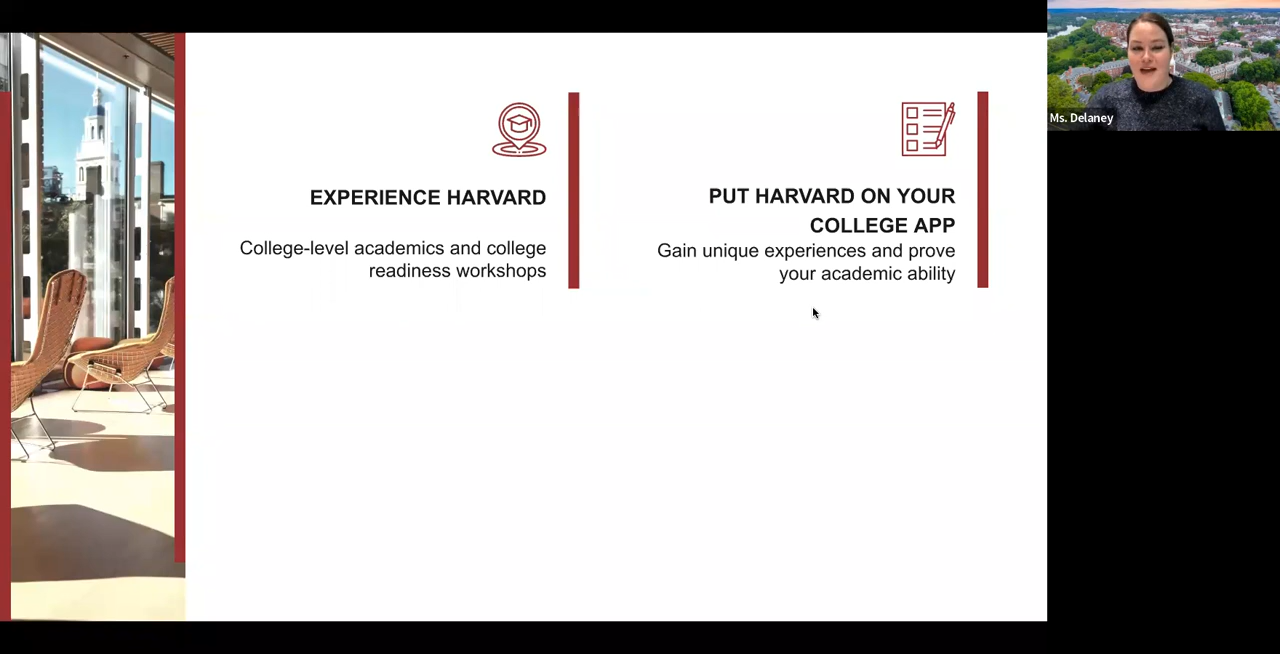 EXPERIENCE HARVARD
College-level academics and college
readiness workshops
PUT HARVARD ON YOUR
COLLEGE APP
Gain unique experiences and prove
your academic ability
Ms. Delaney